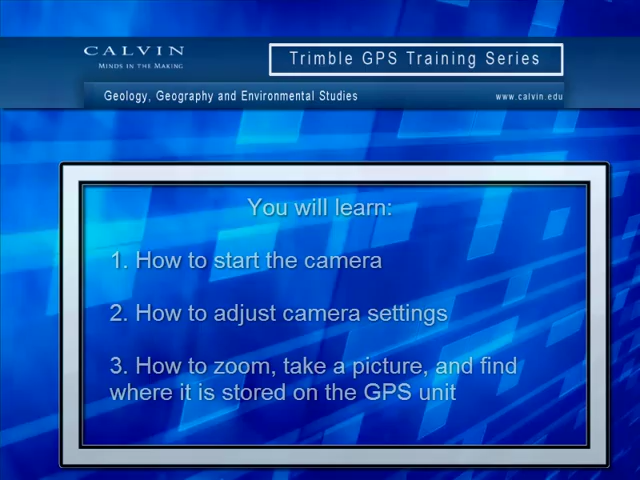 CALVIN
MINDS IN THE MAKING
Trimble GPS Training Series
Geology, Geography and Environmental Studies
www.calvin.edu
You will learn:
1. How to start the camera
2. How to adjust camera settings
3. How to zoom, take a picture, and find
where it is stored on the GPS unit